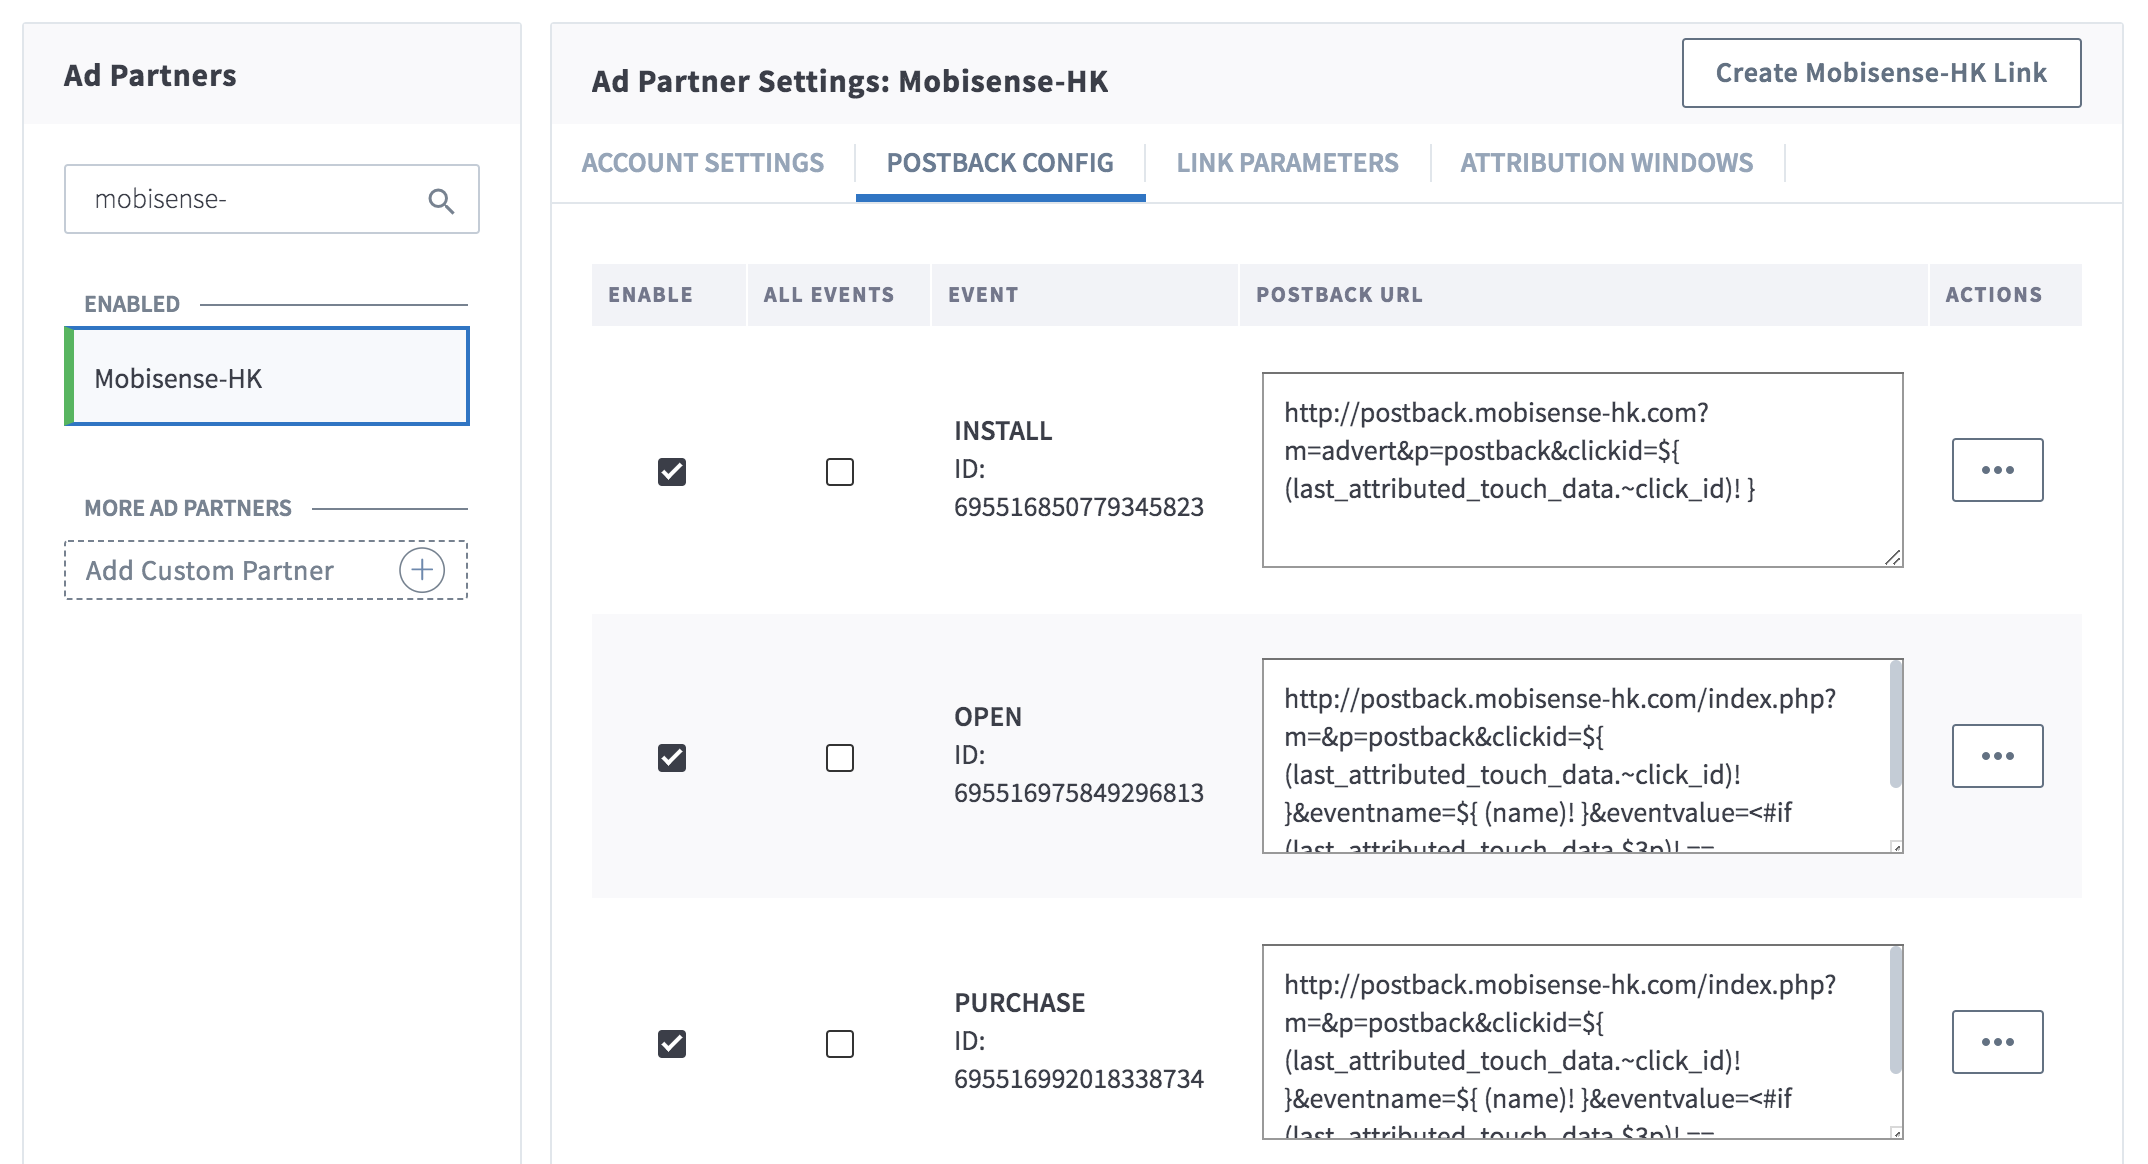 Ad Partners
mobisense-
ENABLED
Mobisense-HK
MORE AD PARTNERS
Add Custom Partner
Ad Partner Settings: Mobisense-HK
Create Mobisense-HK Link
ACCOUNT SETTINGS
POSTBACK CONFIG
LINK PARAMETERS
ATTRIBUTION WINDOWS
ENABLE
ALL EVENTS
EVENT
POSTBACK URL
ACTIONS
INSTALL
ID:
695516850779345823
http://postback.mobisense-hk.com?
m=advert&p=postback&clickid=${
(last_attributed_touch_data.~click_id)! }
OPEN
ID:
695516975849296813
http://postback.mobisense-hk.com/index.php?
m=&p=postback&clickid=${
(last_attributed_touch_data.~click_id)!
}&eventname=${ (name)! }&eventvalue=<#if
(last_attributed_touch_data.$3p)! ==
PURCHASE
ID:
695516992018338734
http://postback.mobisense-hk.com/index.php?
m=&p=postback&clickid=${
(last_attributed_touch_data.~click_id)!
}&eventname=${ (name)! }&eventvalue=<#if
(last_attributed_touch_data.$3p)! ==